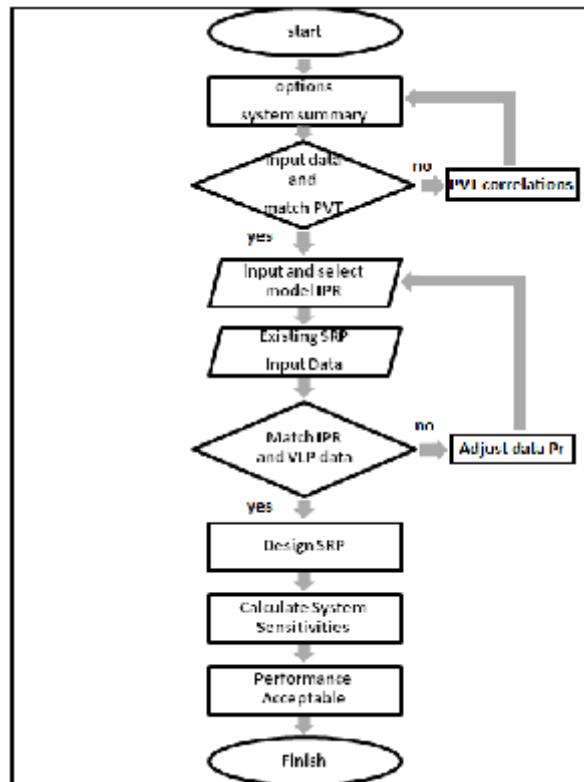 start
options
system summary
Input data
and
match PVT
no
PVT correlations
yes
Input and select
model IPR
Existing SRP
Input Data
Match IPR
and VLP data
no
Adjust data Pr
yes
Design SRP
Calculate System
Sensitivities
Performance
Acceptable
Finish